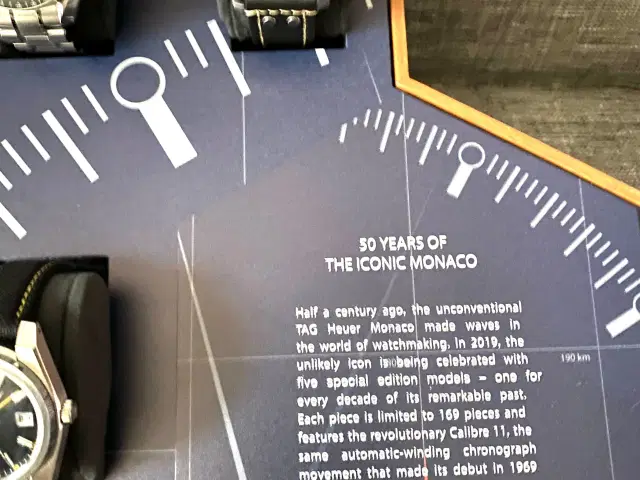 50 YEARS OF
THE ICONIC MONACO
Half a century ago, the unconventional
TAG Heuer Monaco made waves in
the world of watchmaking. In 2019, the
unlikely icon is being celebrated with
five special edition models – one for
every decade of its remarkable past.
Each piece is limited to 169 pieces and
features the revolutionary Calibre 11, the
same automatic-winding chronograph
movement that made its debut in 1969
190 km